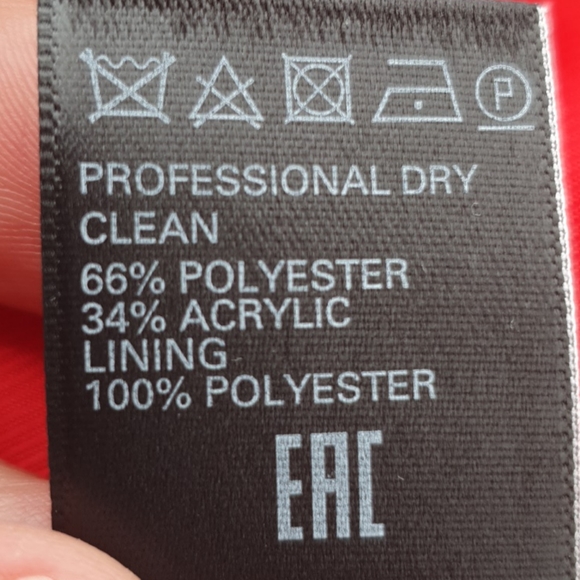 P
PROFESSIONAL DRY
CLEAN
66% POLYESTER
34% ACRYLIC
LINING
100% POLYESTER
EAC